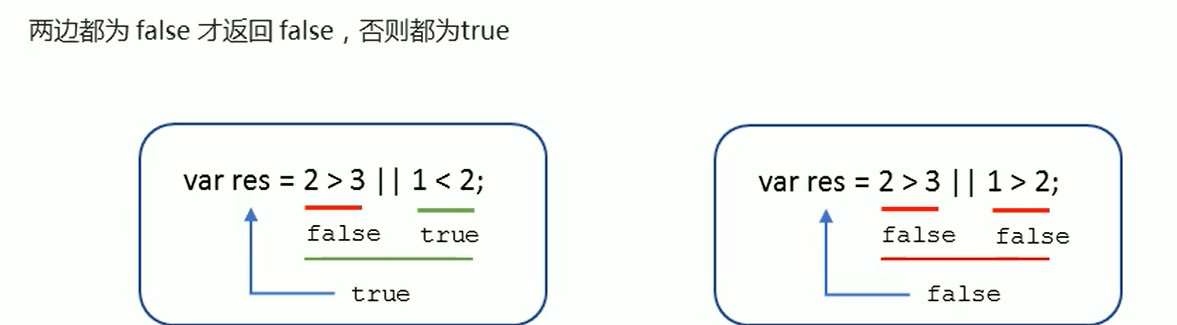 两边都为 false 才返回 false，否则都为true
var res = 2 > 3 || 1 < 2;
false true
true
var res = 2 > 3 || 1 > 2;
false false
false